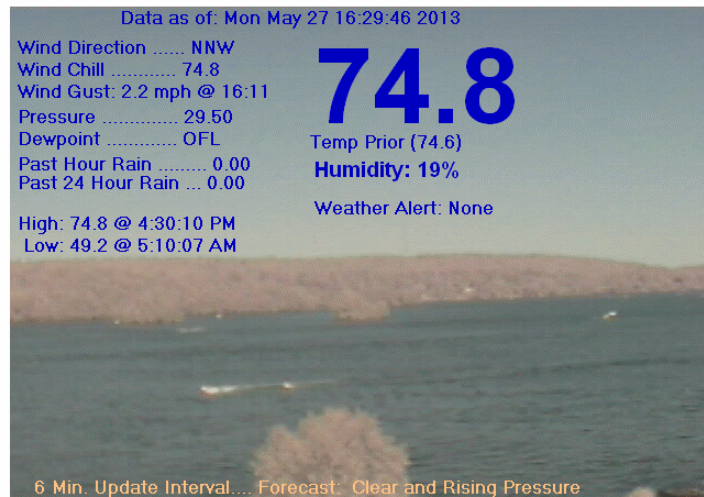 Data as of: Mon May 27 16:29:46 2013
Wind Direction ...... NNW
Wind Chill ............ 74.8
Wind Gust: 2.2 mph @ 16:11
Pressure .............. 29.50
Dewpoint ............. OFL
Past Hour Rain ......... 0.00
Past 24 Hour Rain ... 0.00
High: 74.8 @ 4:30:10 PM
Low: 49.2 @ 5:10:07 AM
74.8
Temp Prior (74.6)
Humidity: 19%
Weather Alert: None
6 Min. Update Interval.... Forecast: Clear and Rising Pressure